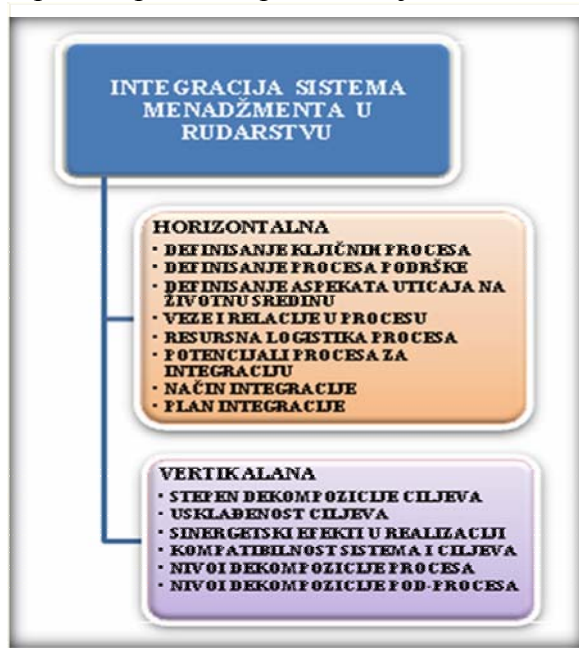 INTEGRACIJA SISTEMA
MENADŽMENTA U
RUDARSTVU
HORIZONTALNA
· DEFINISANJE KLJIČNIH PROCESA
· DEFINISANJE PROCESA PODRŠKE
· DEFINISANJE ASPEKATA UTICAJA NA
ŽIVOTNU SREDINU
· VEZE I RELACIJE U PROCESU
· RESURSNA LOGISTIKA PROCESA
· POTENCIJALI PROCESA ZA
INTEGRACIJU
· NAČIN INTEGRACIJE
· PLAN INTEGRACIJE
VERTIKALANA
· STEPEN DEKOMPOZICIJE CILJEVA
· USKLAĐENOST CILJEVA
· SINERGETSKI EFEKTI U REALIZACIJI
· KOMPATIBILNOST SISTEMA I CILJEVA
· NIVOI DEKOMPOZICIJE PROCESA
· NIVOI DEKOMPOZICIJE POD-PROCESA